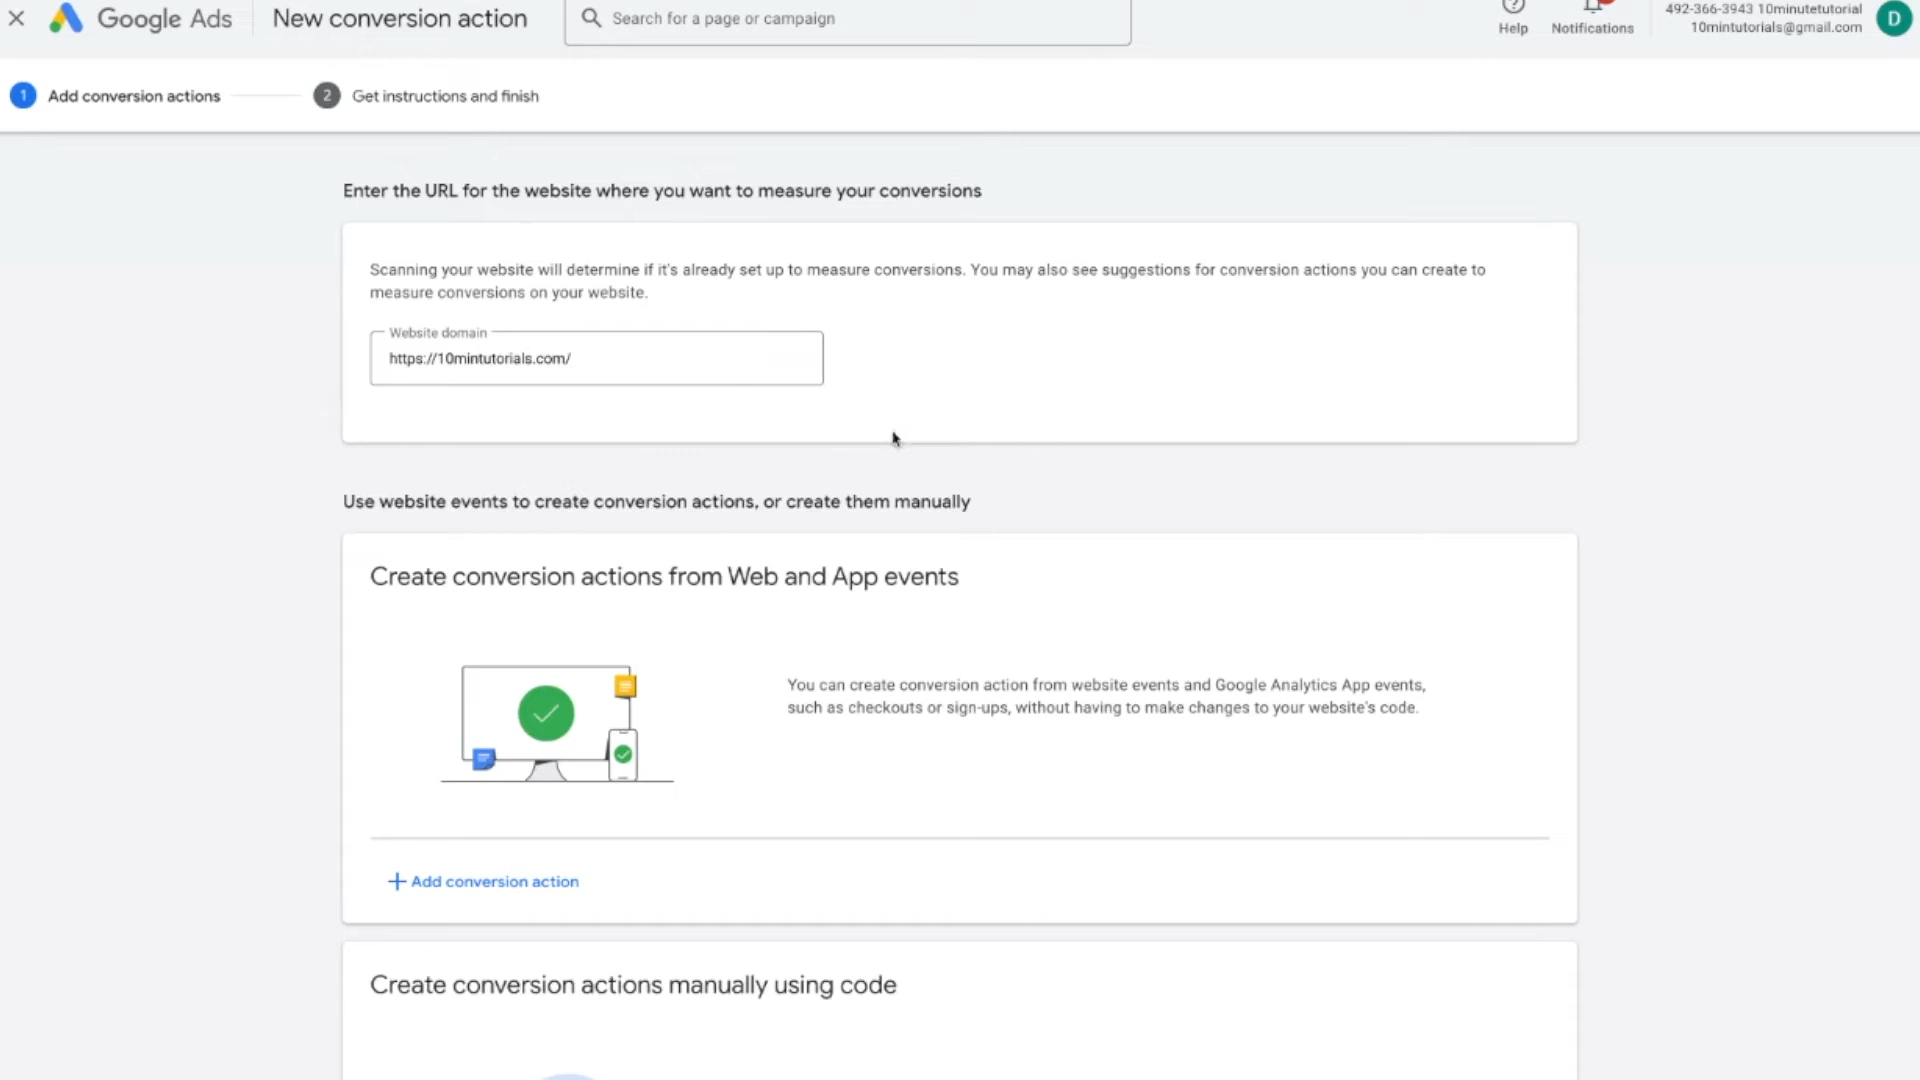 Google Ads
New conversion action
Search for a page or campaign
Help
Notifications
492-366-3943 10minutetutorial
10mintutorials@gmail.com
D
1 Add conversion actions
2 Get instructions and finish
Enter the URL for the website where you want to measure your conversions
Scanning your website will determine if it's already set up to measure conversions. You may also see suggestions for conversion actions you can create to
measure conversions on your website.
Website domain
https://10mintutorials.com/
Use website events to create conversion actions, or create them manually
Create conversion actions from Web and App events
You can create conversion action from website events and Google Analytics App events,
such as checkouts or sign-ups, without having to make changes to your website's code.
Add conversion action
Create conversion actions manually using code